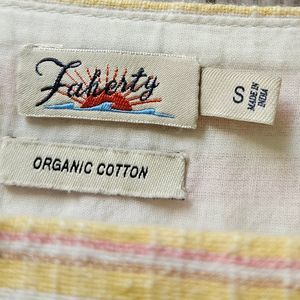 Faherty
S
MADE IN
INDIA
ORGANIC COTTON